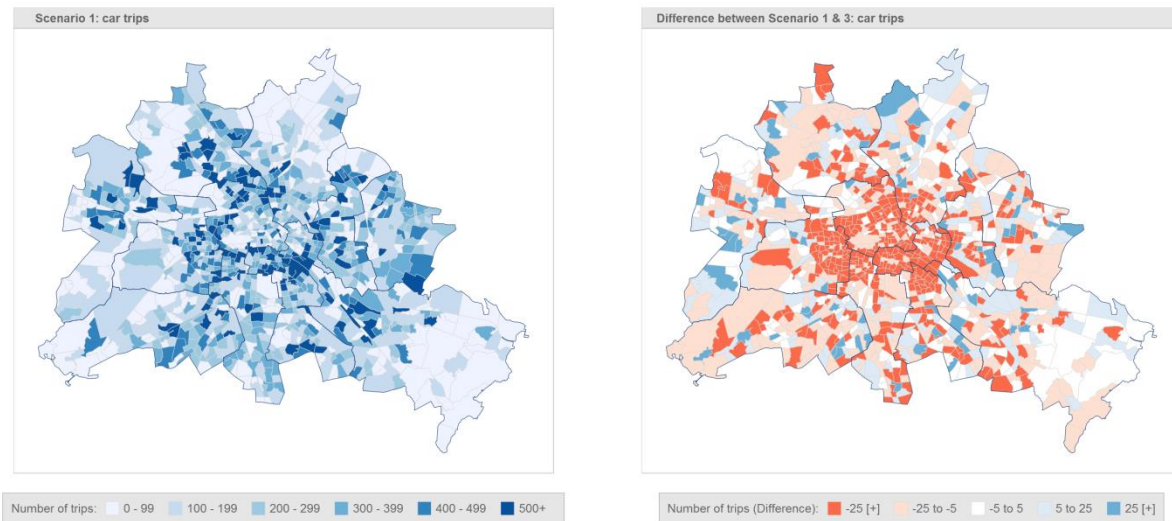 Scenario 1: car trips
Number of trips: 0 - 99 100 - 199 200 - 299 300 - 399 400 - 499 500+
Difference between Scenario 1 & 3: car trips
Number of trips (Difference): -25 [+] -25 to -5 -5 to 5 5 to 25 25 [+]